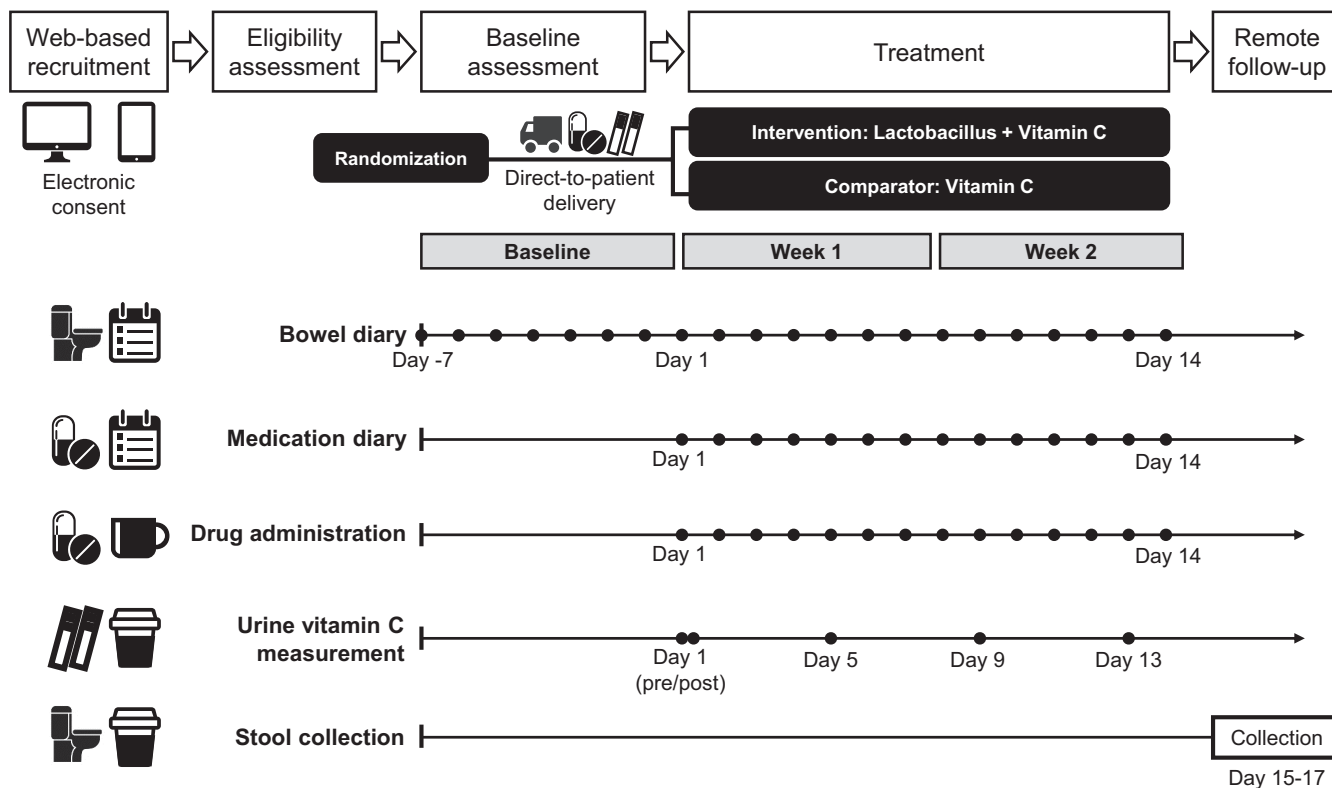 Web-based
recruitment
Eligibility
assessment
Baseline
assessment
Treatment
Remote
follow-up
Electronic
consent
Randomization
Direct-to-patient
delivery
Intervention: Lactobacillus + Vitamin C
Comparator: Vitamin C
Baseline
Week 1
Week 2
Bowel diary
Day -7
Day 1
Day 14
Medication diary
Day 1
Day 14
Drug administration
Day 1
Day 14
Urine vitamin C
measurement
Day 1
(pre/post)
Day 5
Day 9
Day 13
Stool collection
Collection
Day 15-17